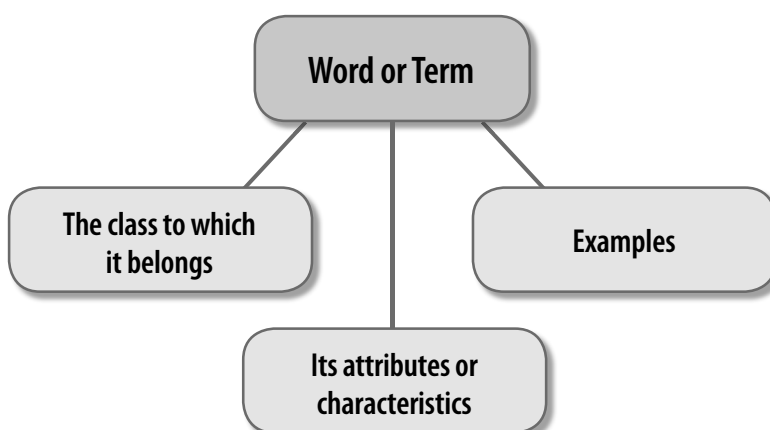 Word or Term
The class to which
it belongs
Examples
Its attributes or
characteristics